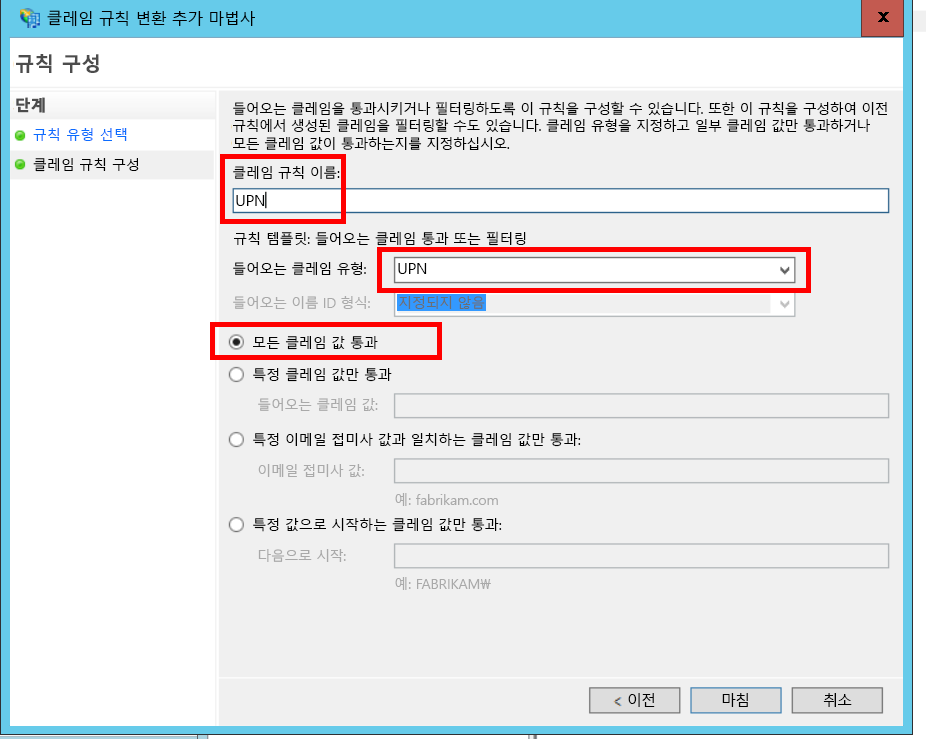 클레임 규칙 변환 추가 마법사
x
규칙 구성
단계
규칙 유형 선택
클레임 규칙 구성
들어오는 클레임을 통과시키거나 필터링하도록 이 규칙을 구성할 수 있습니다. 또한 이 규칙을 구성하여 이전
규칙에서 생성된 클레임을 필터링할 수도 있습니다. 클레임 유형을 지정하고 일부 클레임 값만 통과하거나
모든 클레임 값이 통과하는지를 지정하십시오.
클레임 규칙 이름:
UPN
규칙 템플릿: 들어오는 클레임 통과 또는 필터링
들어오는 클레임 유형: UPN
들어오는 이름 ID 형식: 지정되지 않음
모든 클레임 값 통과
특정 클레임 값만 통과
들어오는 클레임 값:
특정 이메일 접미사 값과 일치하는 클레임 값만 통과:
이메일 접미사 값:
예: fabrikam.com
특정 값으로 시작하는 클레임 값만 통과:
다음으로 시작:
예: FABRIKAM₩
< 이전 마침 취소